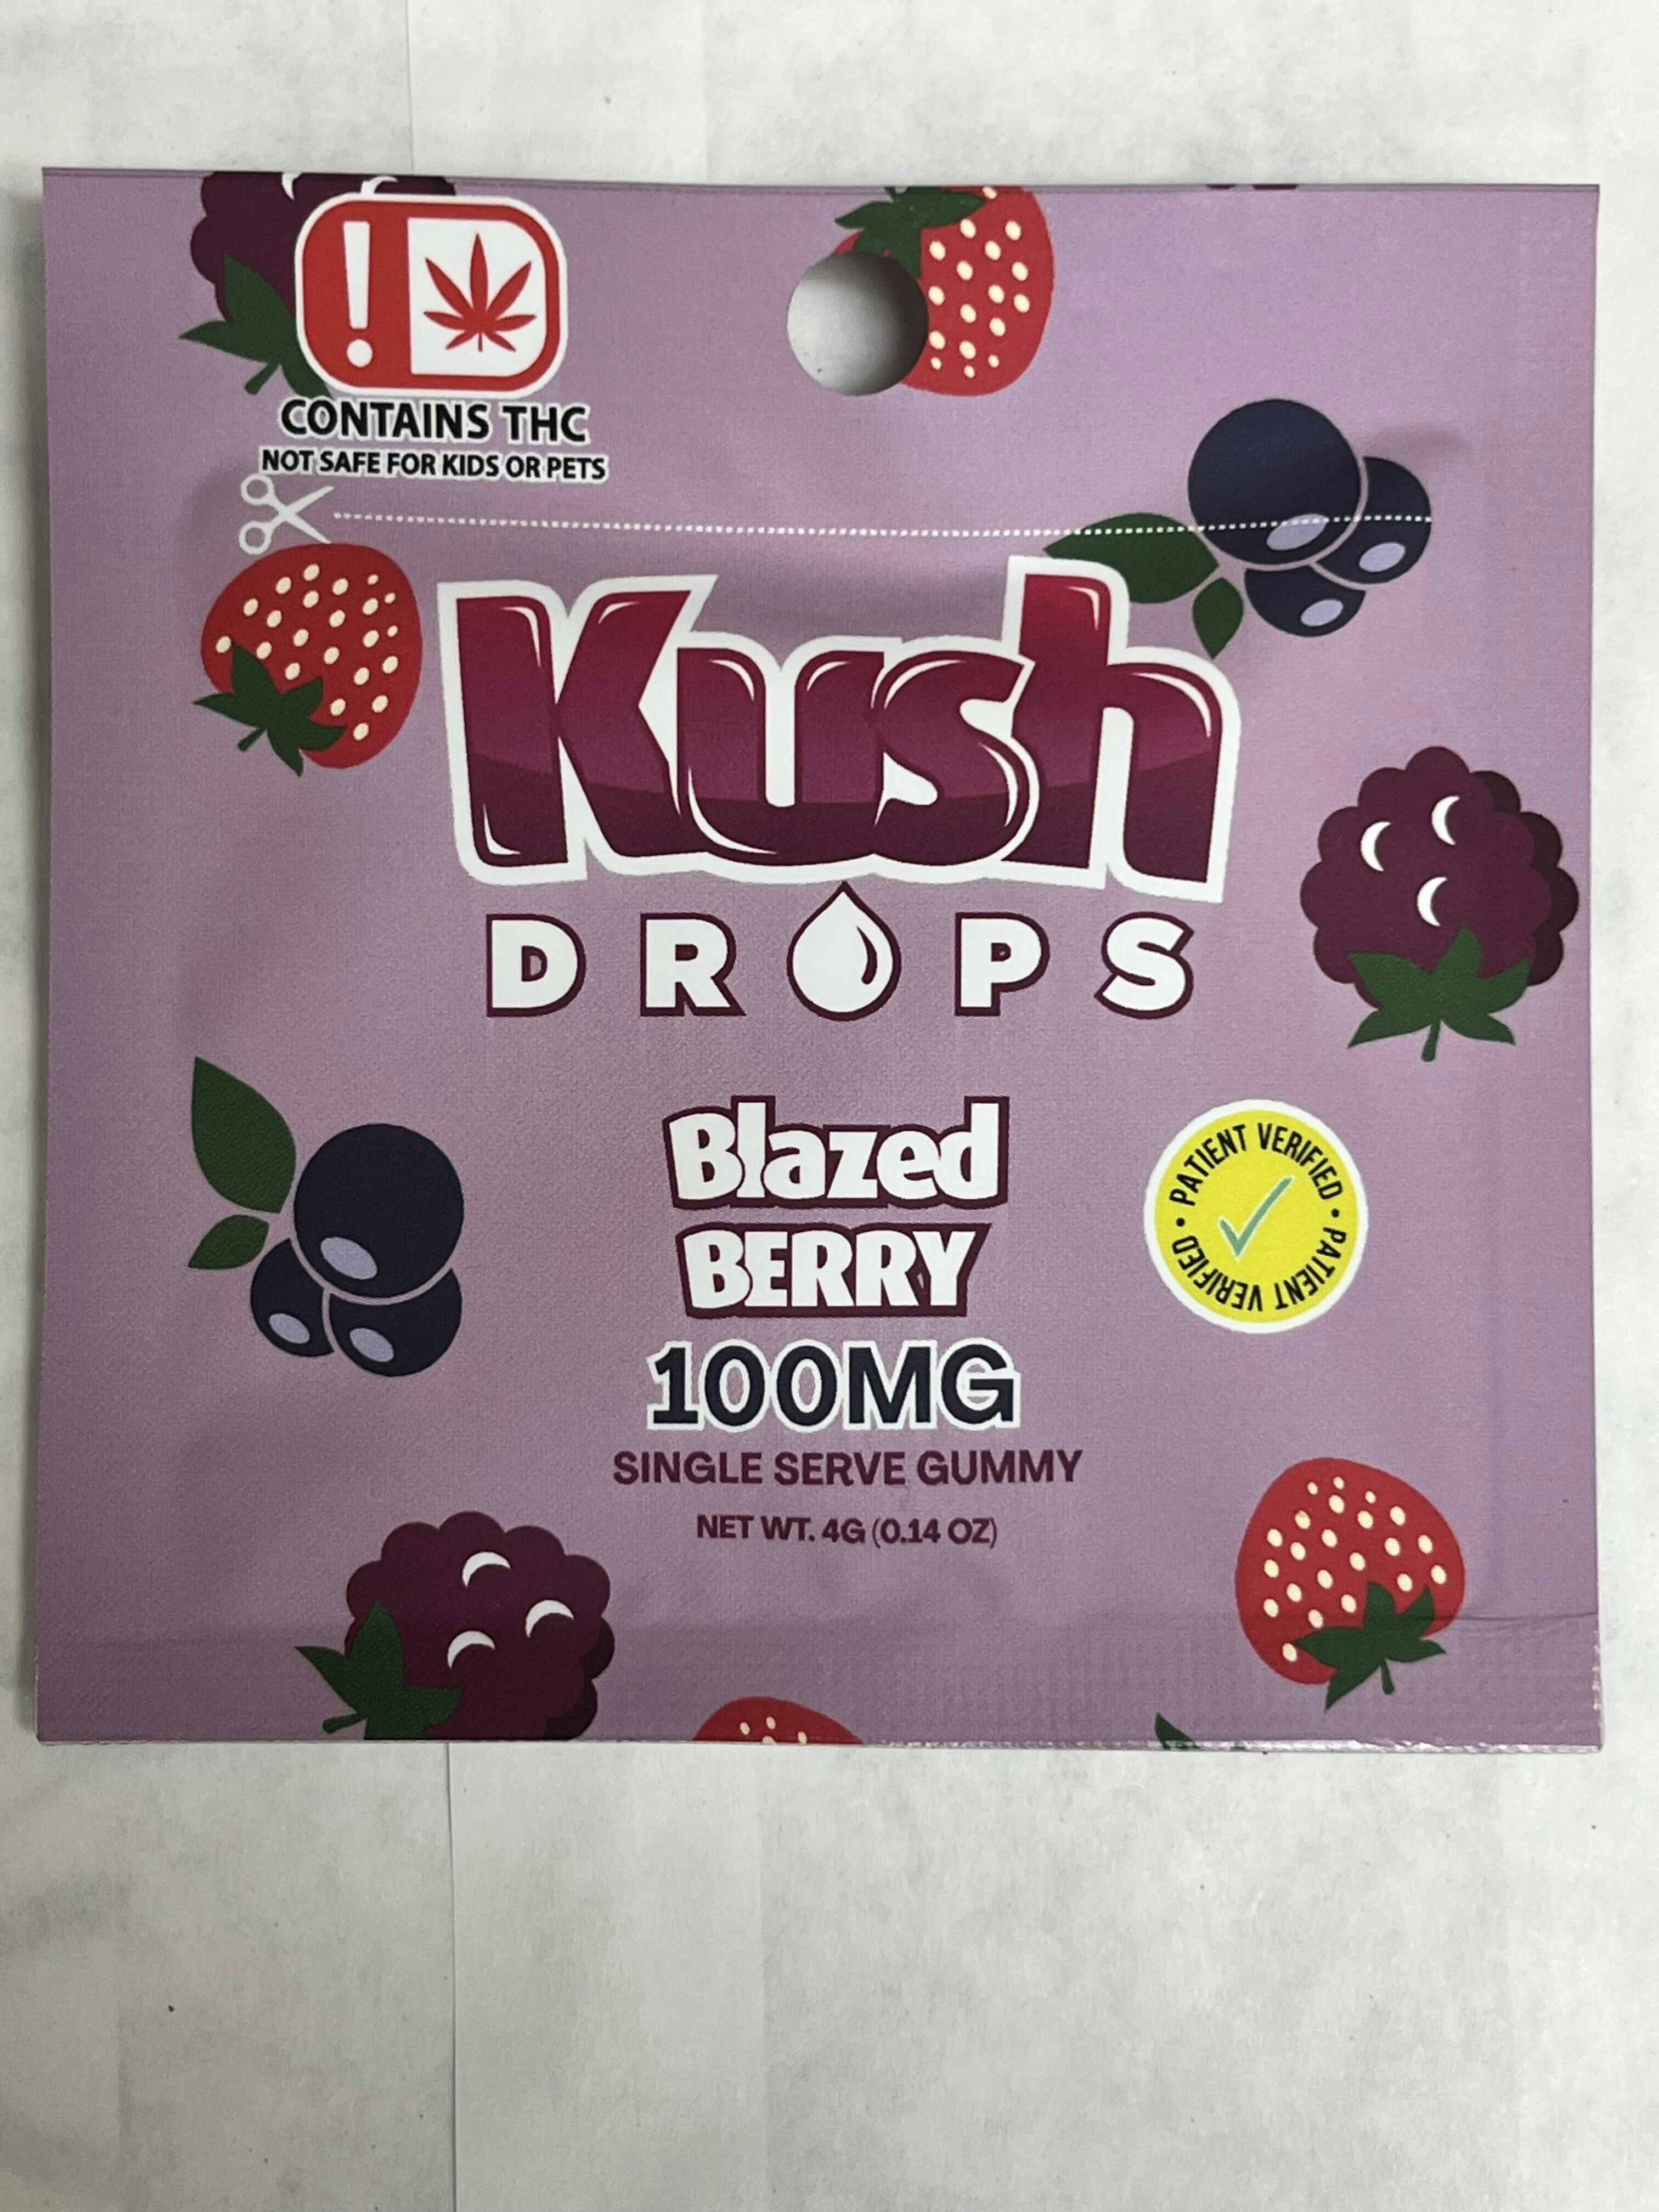 CONTAINS THC
NOT SAFE FOR KIDS OR PETS
Kush
DROPS
Blazed
BERRY
• PATIENT VERIFIED • PATIENT VERIFIED
100MG
SINGLE SERVE GUMMY
NET WT. 4G (0.14 OZ)